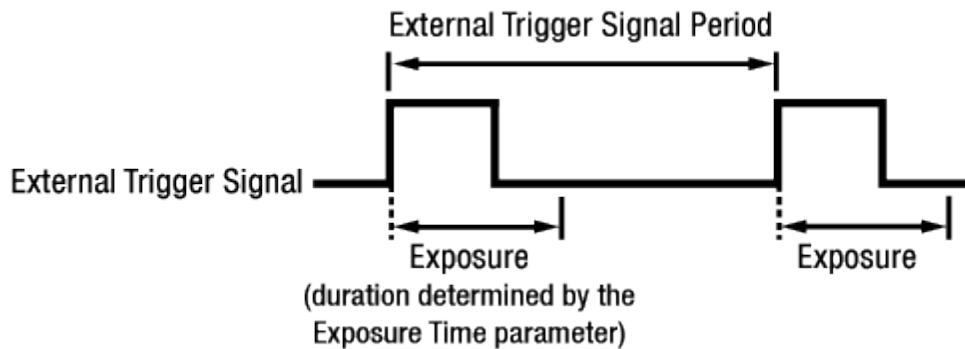 External Trigger Signal Period
External Trigger Signal
Exposure
(duration determined by the
Exposure Time parameter)
Exposure